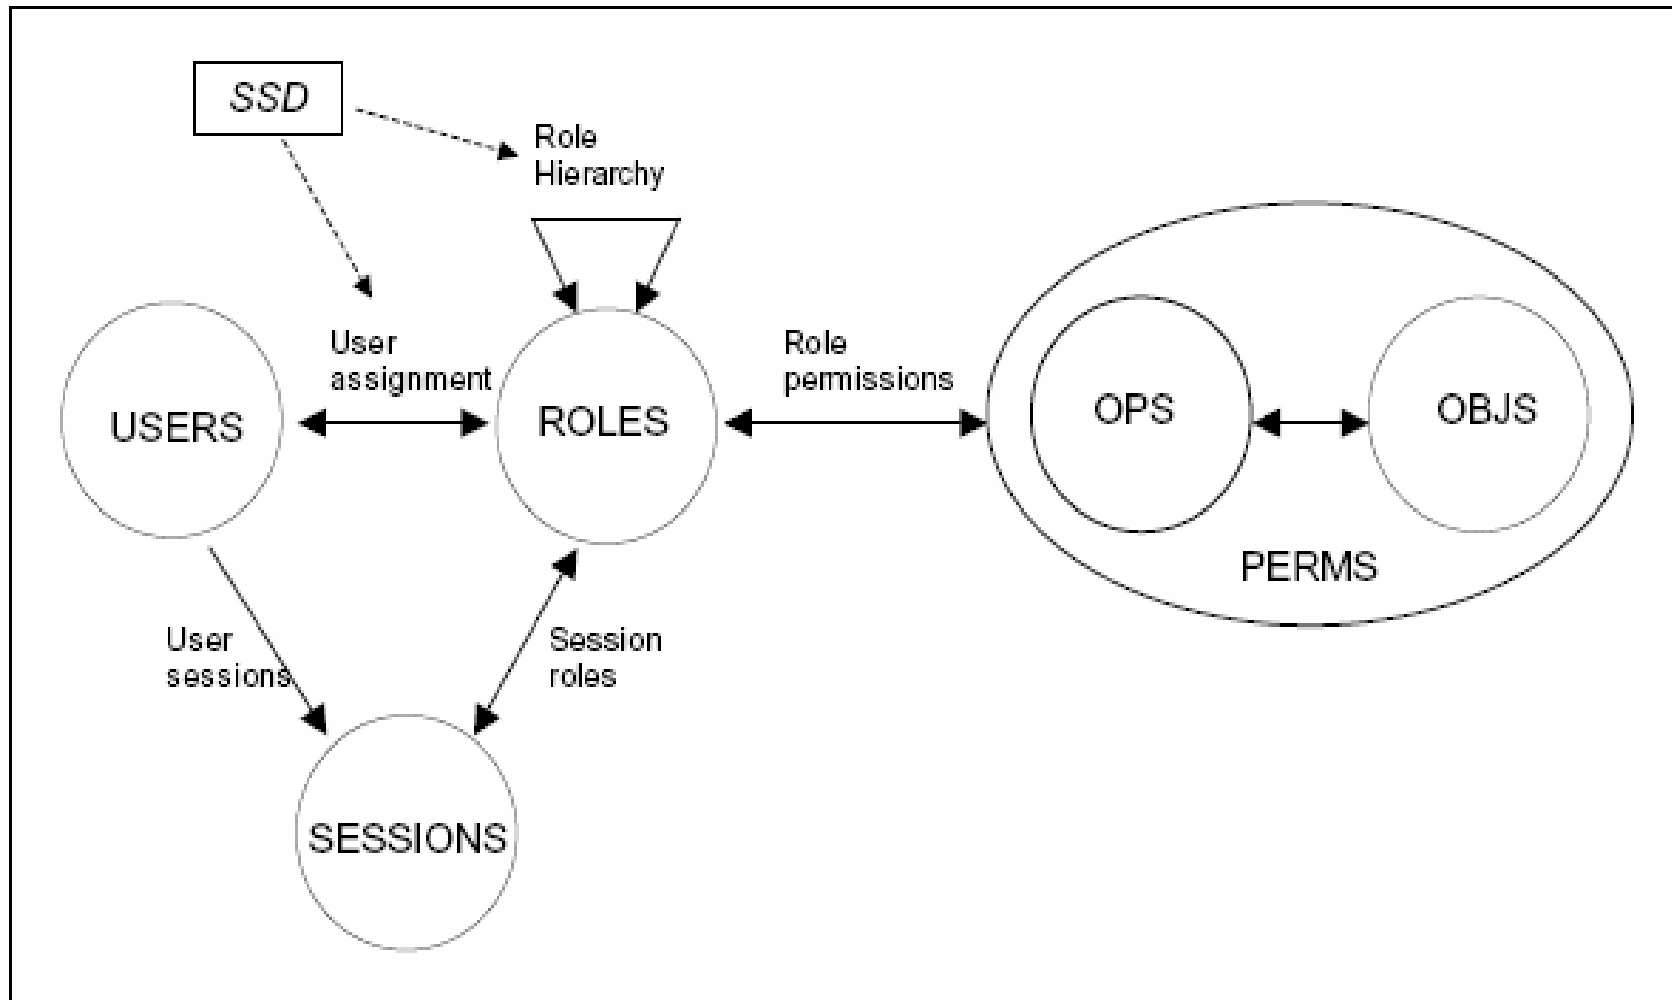 SSD
Role
Hierarchy
User
assignment
Role
permissions
USERS
ROLES
OPS
OBJS
PERMS
User
sessions
Session
roles
SESSIONS